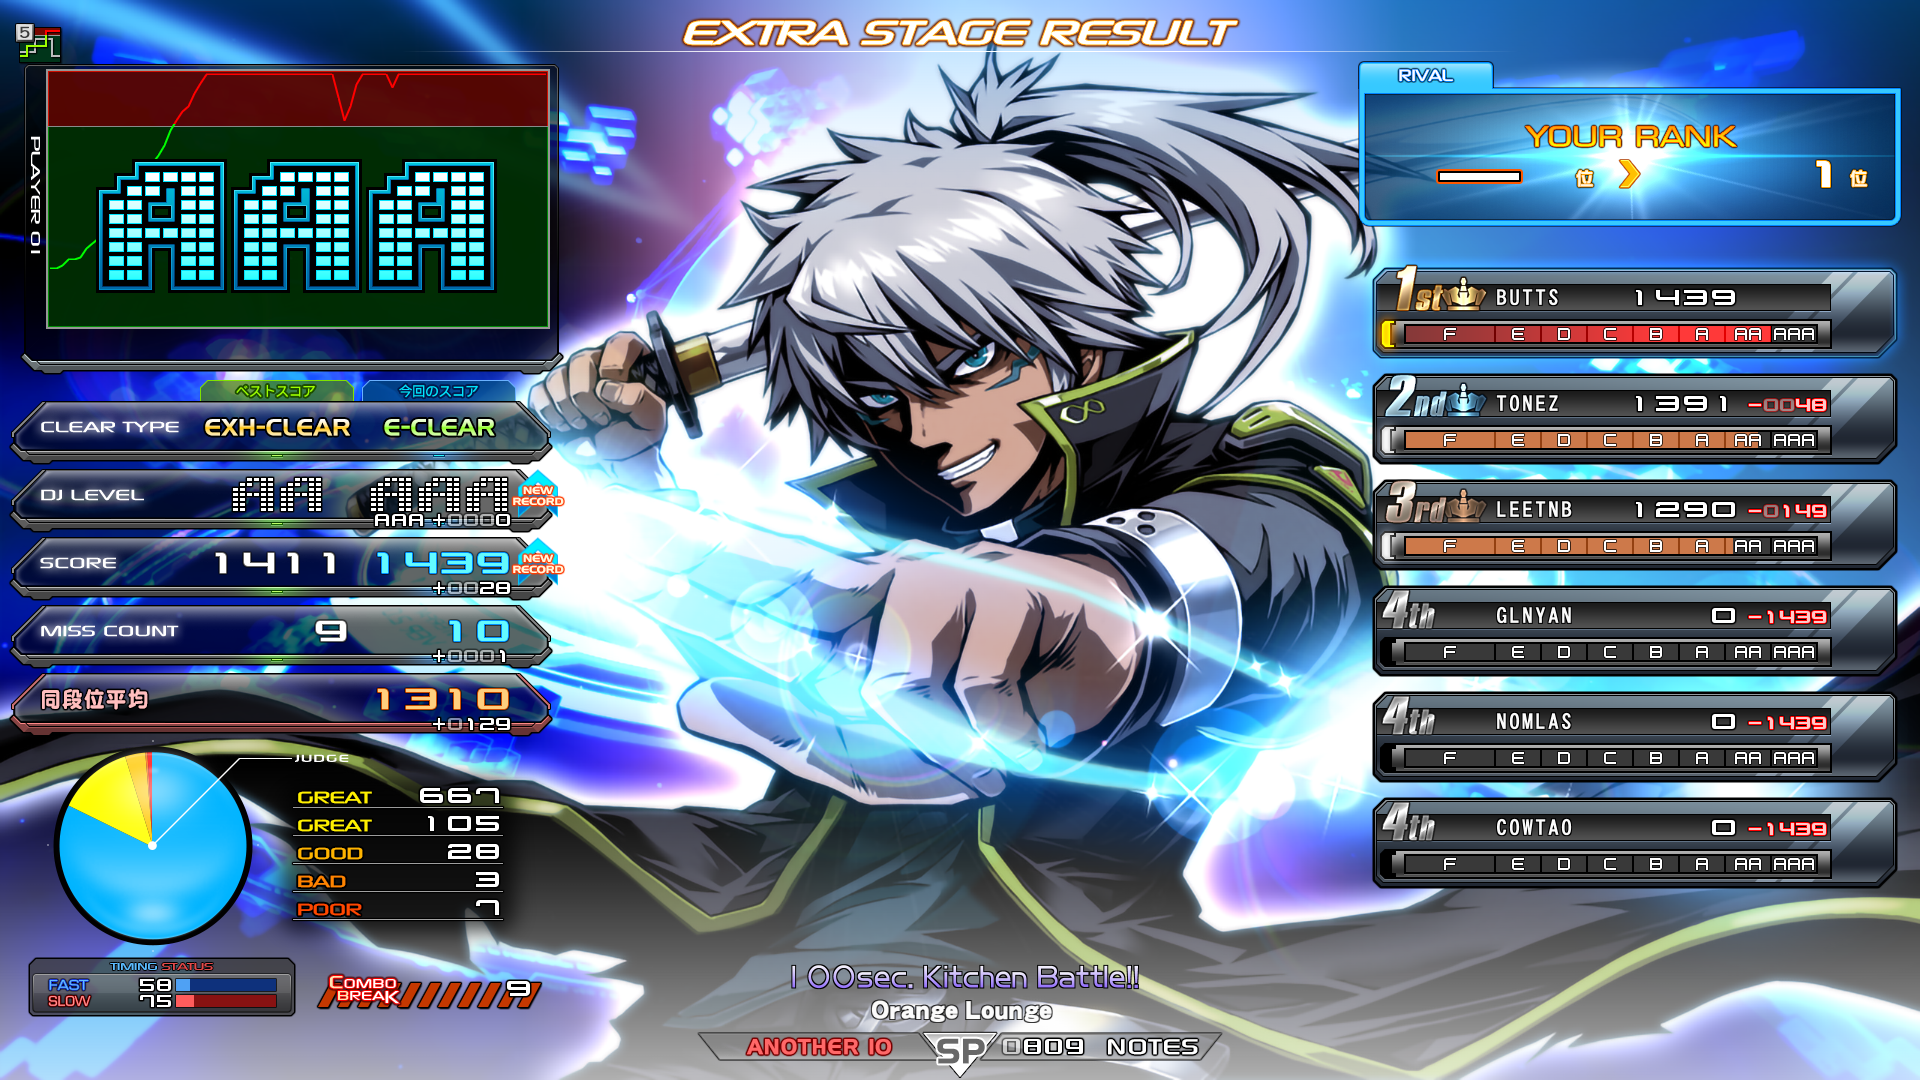 EXTRA STAGE RESULT
5
PLAYER 01
AAA
ベストスコア 今回のスコア
CLEAR TYPE EXH-CLEAR E-CLEAR
DJ LEVEL AA AAA NEW RECORD
AAA +0000
SCORE 1411 1439 NEW RECORD
+0028
MISS COUNT 9 10
+0001
同段位平均 1310
+0129
JUDGE
GREAT 667
GREAT 105
GOOD 28
BAD 3
POOR 7
TIMING STATUS
FAST 58
SLOW 75
COMBO BREAK 9
100sec. Kitchen Battle!!
Orange Lounge
ANOTHER 10 SP 0809 NOTES
RIVAL
YOUR RANK
位 1 位
1st BUTTS 1439
F E D C B A AA AAA
2nd TONEZ 1391 -0048
F E D C B A AA AAA
3rd LEETNB 1290 -0149
F E D C B A AA AAA
4th GLNYAN 0 -1439
F E D C B A AA AAA
4th NOMLAS 0 -1439
F E D C B A AA AAA
4th COWTAO 0 -1439
F E D C B A AA AAA